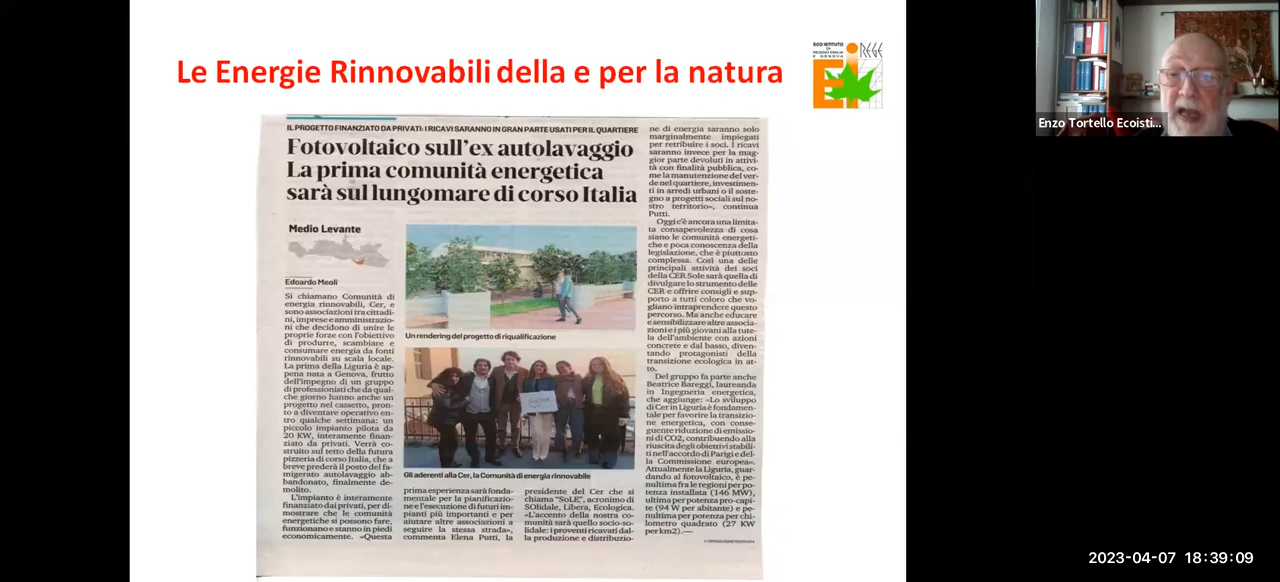 Le Energie Rinnovabili della e per la natura
ECO ISTITUTO
DI
REGGIO EMILIA
E GENOVA
REGE
Ei
Enzo Tortello Ecoisti...
IL PROGETTO FINANZIATO DA PRIVATI: I RICAVI SARANNO IN GRAN PARTE USATI PER IL QUARTIERE
Fotovoltaico sull'ex autolavaggio
La prima comunità energetica
sarà sul lungomare di corso Italia
Medio Levante
Edoardo Meoli
Si chiamano Comunità di
energia rinnovabili, Cer, e
sono associazioni tra cittadi-
ni, imprese e amministrazio-
ni che decidono di unire le
proprie forze con l'obiettivo
di produrre, scambiare e
consumare energia da fonti
rinnovabili su scala locale.
La prima della Liguria è ap-
pena nata a Genova, frutto
dell'impegno di un gruppo
di professionisti che da qual-
che giorno hanno anche un
progetto nel cassetto, pron-
to a diventare operativo en-
tro qualche settimana: un
piccolo impianto pilota da
20 KW, interamente finan-
ziato da privati. Verrà co-
struito sul tetto della futura
pizzeria di corso Italia, che a
breve prederà il posto del fa-
migerato autolavaggio ab-
bandonato, finalmente de-
molito.
L'impianto è interamente
finanziato dai privati, per di-
mostrare che le comunità
energetiche si possono fare,
funzionano e stanno in piedi
economicamente. «Questa
Un rendering del progetto di riqualificazione
Gli aderenti alla Cer, la Comunità di energia rinnovabile
prima esperienza sarà fonda-
mentale per la pianificazio-
ne e l'esecuzione di futuri im-
pianti più importanti e per
aiutare altre associazioni a
seguire la stessa strada»,
commenta Elena Putti, la
presidente del Cer che si
chiama "SoLE", acronimo di
SOlidale, Libera, Ecologica.
«L'accento della nostra co-
munità sarà quello socio-so-
lidale: i proventi ricavati dal-
la produzione e distribuzio-
ne di energia saranno solo
marginalmente impiegati
per retribuire i soci. I ricavi
saranno invece per la mag-
gior parte devoluti in attivi-
tà con finalità pubblica, co-
me la manutenzione del ver-
de nel quartiere, investimen-
ti in arredi urbani o il soste-
gno a progetti sociali sul no-
stro territorio», continua
Putti.
Oggi c'è ancora una limita-
ta consapevolezza di cosa
siano le comunità energeti-
che e poca conoscenza della
legislazione, che è piuttosto
complessa. Così una delle
principali attività dei soci
della CER Sole sarà quella di
divulgare lo strumento delle
CER e offrire consigli e sup-
porto a tutti coloro che vo-
gliano intraprendere questo
percorso. Ma anche educare
e sensibilizzare altre associa-
zioni e i più giovani alla tute-
la dell'ambiente con azioni
concrete e dal basso, diven-
tando protagonisti della
transizione ecologica in at-
to.
Del gruppo fa parte anche
Beatrice Bareggi, laureanda
in Ingegneria energetica,
che aggiunge: «Lo sviluppo
di Cer in Liguria è fondamen-
tale per favorire la transizio-
ne energetica, con conse-
guente riduzione di emissio-
ni di CO2, contribuendo alla
riuscita degli obiettivi stabili-
ti nell'accordo di Parigi e del-
la Commissione europea».
Attualmente la Liguria, guar-
dando al fotovoltaico, è pe-
nultima fra le regioni per po-
tenza installata (146 MW),
ultima per potenza pro-capi-
te (94 W per abitante) e pe-
nultima per potenza per chi-
lometro quadrato (27 KW
per km2).—
2023-04-07 18:39:09